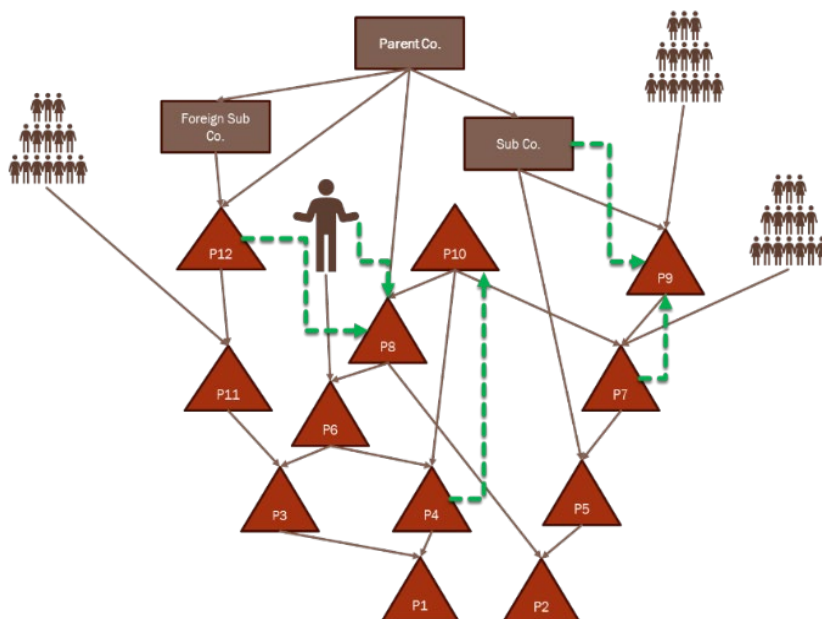 Parent Co.
Foreign Sub
Co.
Sub Co.
P12
P10
P9
P8
P11
P7
P6
P3
P4
P5
P1
P2